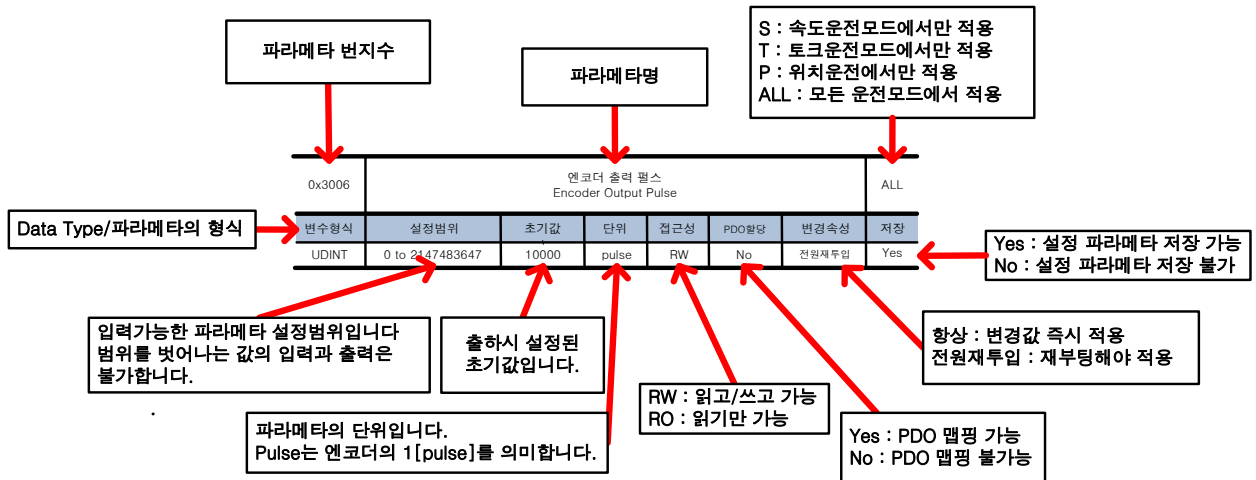 파라메타 번지수
파라메타명
S : 속도운전모드에서만 적용
T : 토크운전모드에서만 적용
P : 위치운전에서만 적용
ALL : 모든 운전모드에서 적용
0x3006
엔코더 출력 펄스
Encoder Output Pulse
ALL
Data Type/파라메타의 형식
변수형식 설정범위 초기값 단위 접근성 PDO할당 변경속성 저장
UDINT 0 to 2147483647 10000 pulse RW No 전원재투입 Yes
Yes : 설정 파라메타 저장 가능
No : 설정 파라메타 저장 불가
입력가능한 파라메타 설정범위입니다
범위를 벗어나는 값의 입력과 출력은
불가합니다.
출하시 설정된
초기값입니다.
항상 : 변경값 즉시 적용
전원재투입 : 재부팅해야 적용
RW : 읽고/쓰고 가능
RO : 읽기만 가능
파라메타의 단위입니다.
Pulse는 엔코더의 1[pulse]를 의미합니다.
Yes : PDO 맵핑 가능
No : PDO 맵핑 불가능